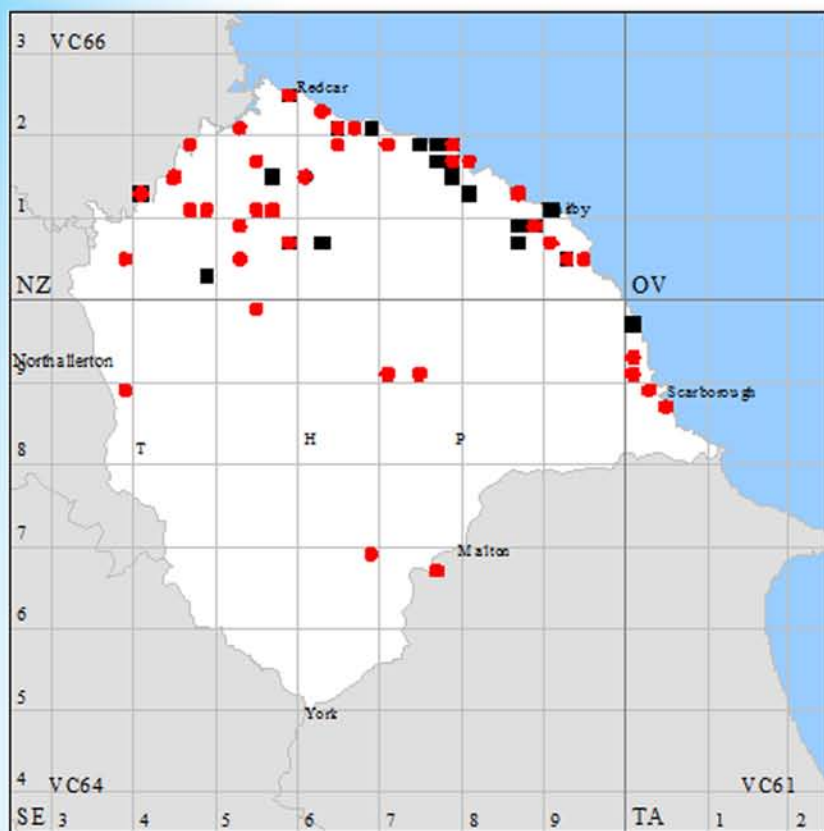 3 VC66
Redcar
2
1
NZ OV
Northallerton
9
Scarborough
T H P
8
7 Malton
6
5
York
4 VC64 VC61
SE 3 4 5 6 7 8 9 TA 1 2